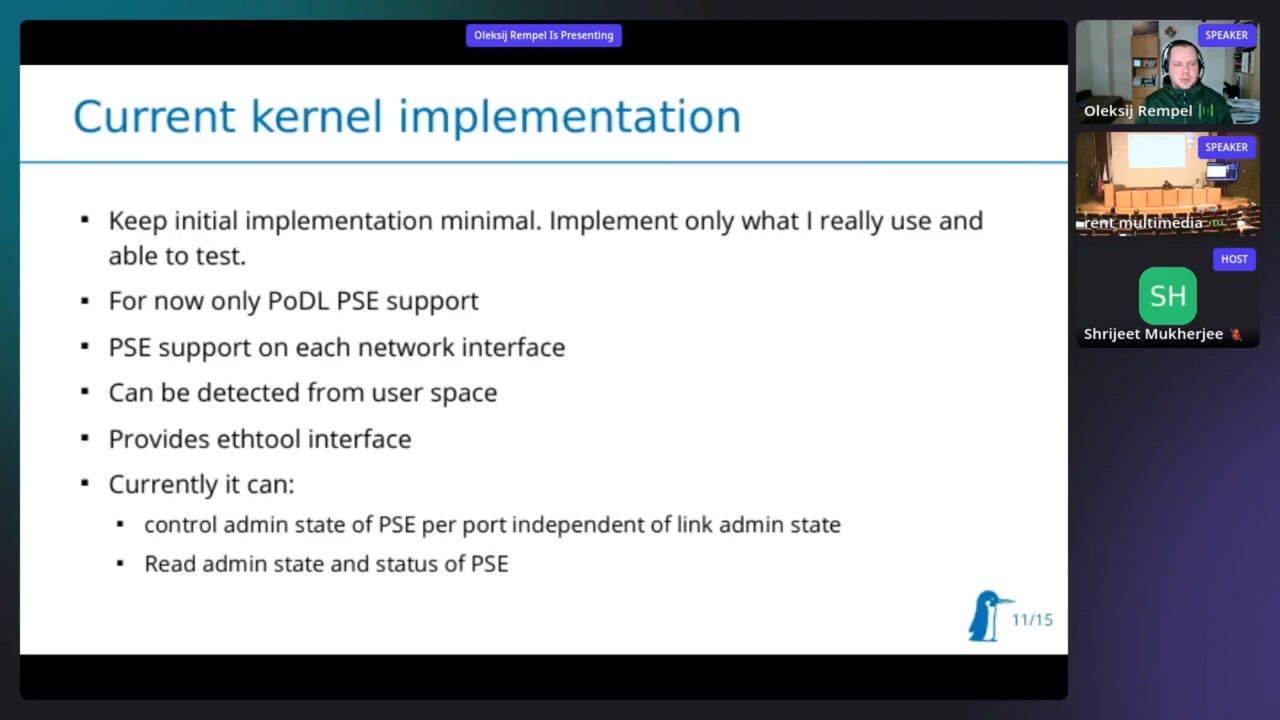 Oleksij Rempel Is Presenting
Current kernel implementation
Keep initial implementation minimal. Implement only what I really use and
able to test.
For now only PoDL PSE support
PSE support on each network interface
Can be detected from user space
Provides ethtool interface
Currently it can:
control admin state of PSE per port independent of link admin state
Read admin state and status of PSE
11/15
SPEAKER
Oleksij Rempel
SPEAKER
rent multimedia
HOST
SH
Shrijeet Mukherjee